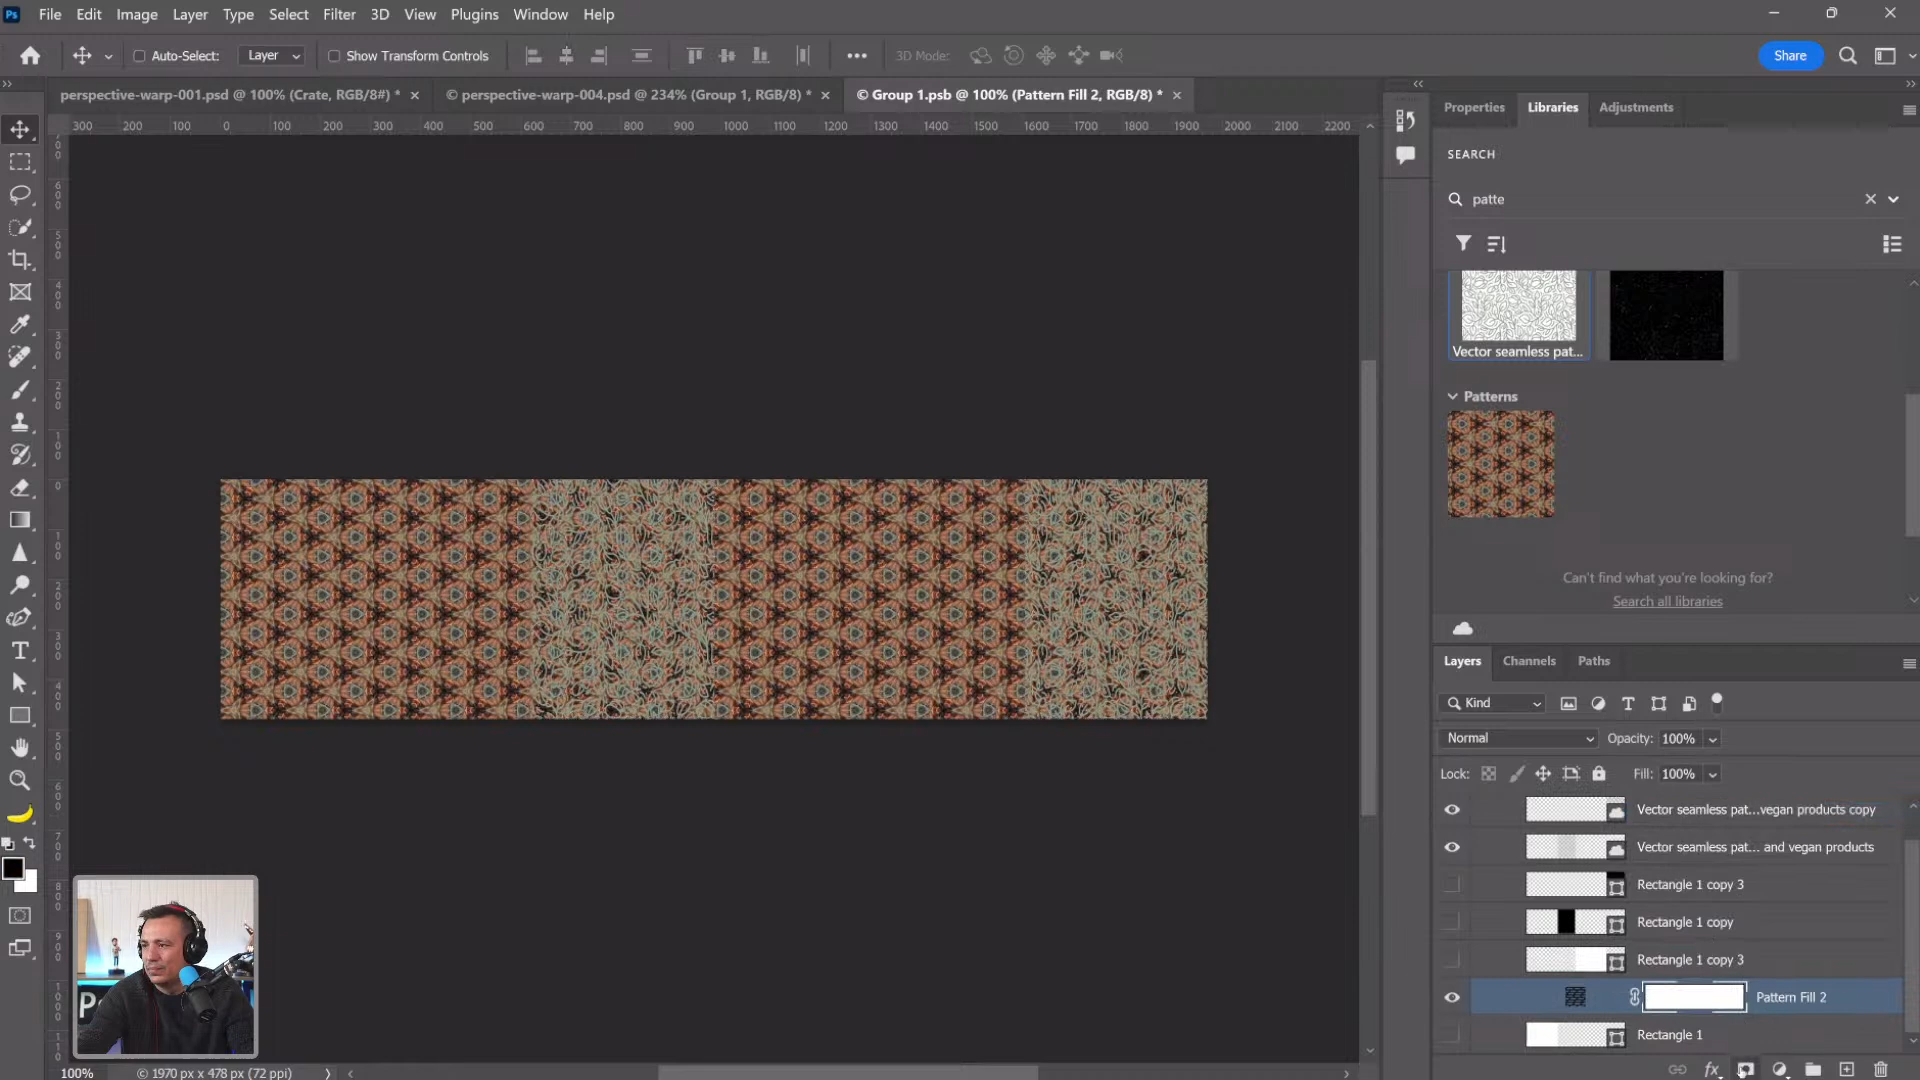 Ps File Edit Image Layer Type Select Filter 3D View Plugins Window Help
Auto-Select: Layer Show Transform Controls 3D Mode: Share
perspective-warp-001.psd @ 100% (Crate, RGB/8#) * × © perspective-warp-004.psd @ 234% (Group 1, RGB/8) * × © Group 1.psb @ 100% (Pattern Fill 2, RGB/8) * ×
300 200 100 0 100 200 300 400 500 600 700 800 900 1000 1100 1200 1300 1400 1500 1600 1700 1800 1900 2000 2100 2200
Properties Libraries Adjustments
SEARCH
patte
Vector seamless pat...
Patterns
Can't find what you're looking for?
Search all libraries
Layers Channels Paths
Kind
Normal Opacity: 100%
Lock: Fill: 100%
Vector seamless pat...vegan products copy
Vector seamless pat... and vegan products
Rectangle 1 copy 3
Rectangle 1 copy
Rectangle 1 copy 3
Pattern Fill 2
Rectangle 1
fx
100% © 1970 px x 478 px (72 ppi)